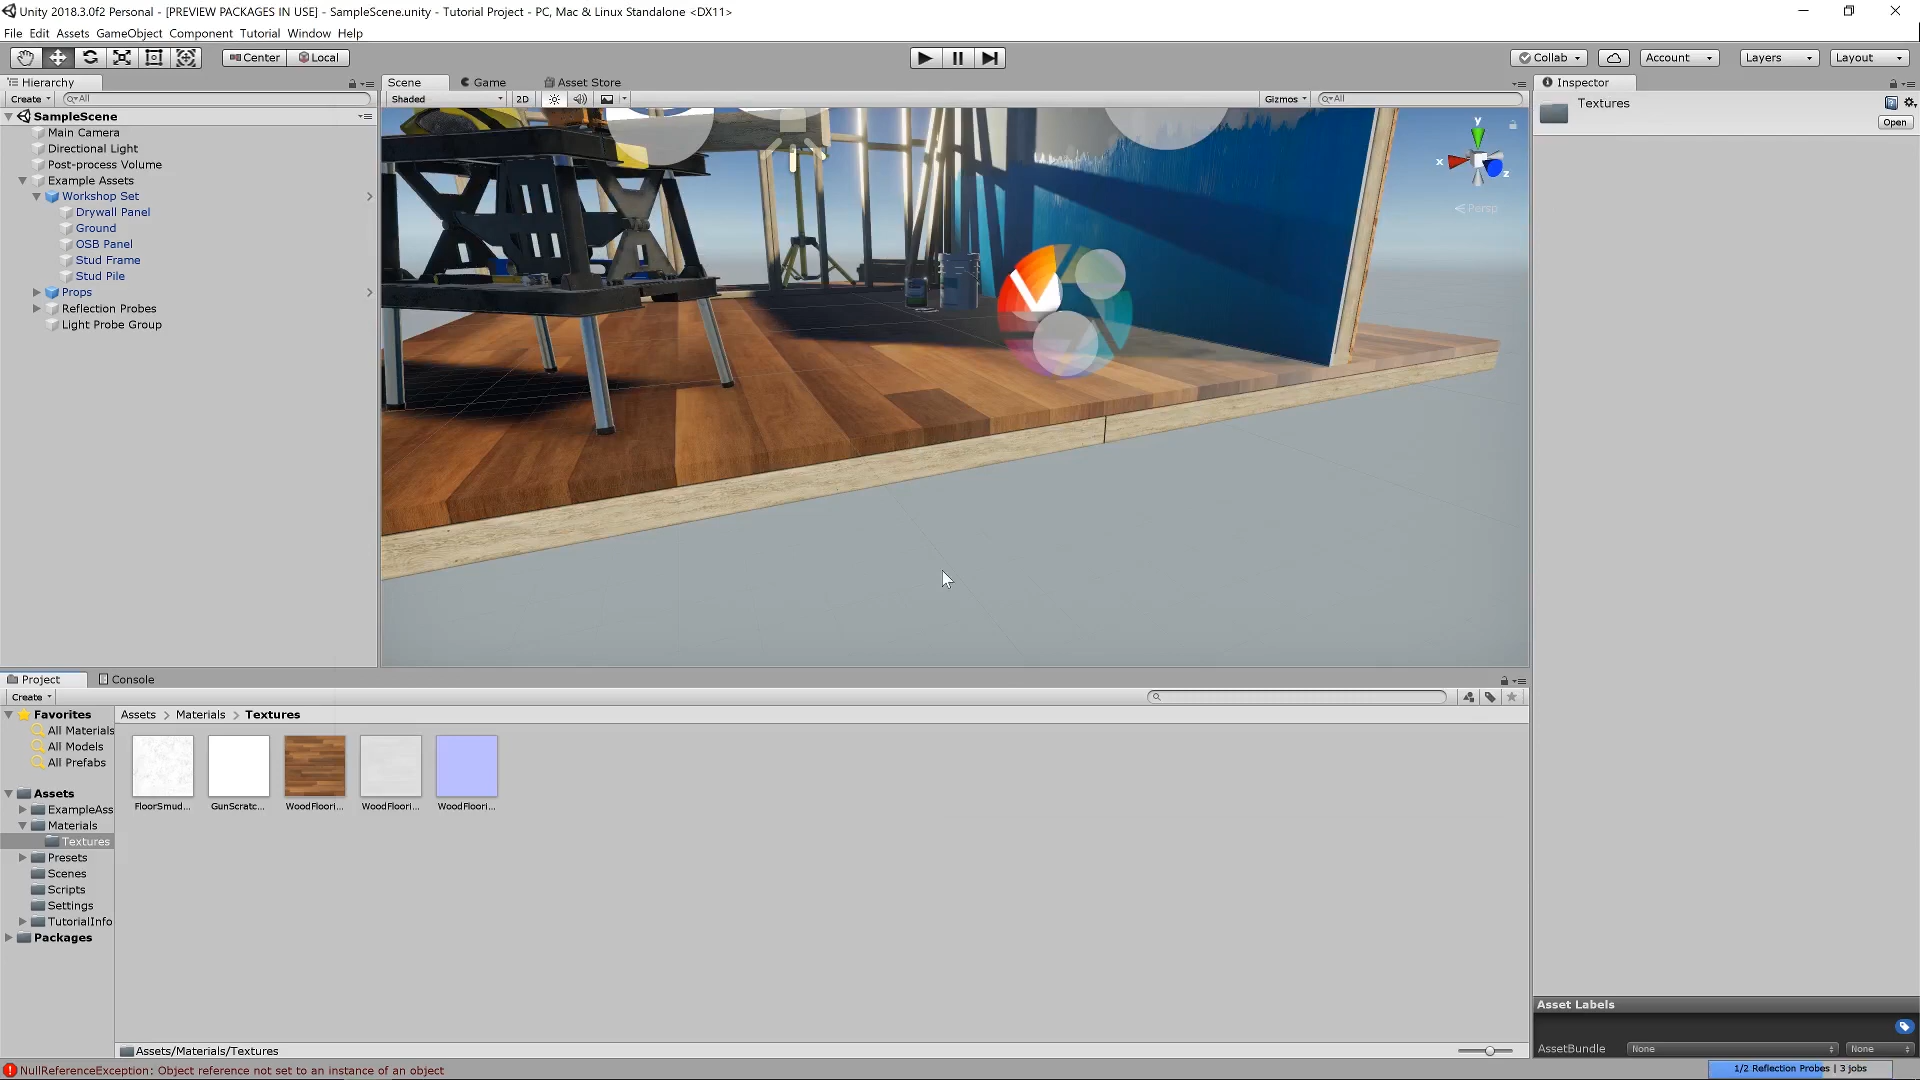 Unity 2018.3.0f2 Personal - [PREVIEW PACKAGES IN USE] - SampleScene.unity - Tutorial Project - PC, Mac & Linux Standalone <DX11>
File Edit Assets GameObject Component Tutorial Window Help
Center Local
Collab Account Layers Layout
Hierarchy
Scene Game Asset Store
Inspector
Create All
Shaded 2D
Gizmos All
Textures
Open
SampleScene
Main Camera
Directional Light
Post-process Volume
Example Assets
Workshop Set
Drywall Panel
Ground
OSB Panel
Stud Frame
Stud Pile
Props
Reflection Probes
Light Probe Group
y
x
z
Persp
Project Console
Create
Favorites
All Materials
All Models
All Prefabs
Assets
ExampleAss
Materials
Textures
Presets
Scenes
Scripts
Settings
TutorialInfo
Packages
Assets > Materials > Textures
FloorSmud... GunScratc... WoodFloori... WoodFloori... WoodFloori...
Assets/Materials/Textures
Asset Labels
AssetBundle None None
NullReferenceException: Object reference not set to an instance of an object
1/2 Reflection Probes | 3 jobs